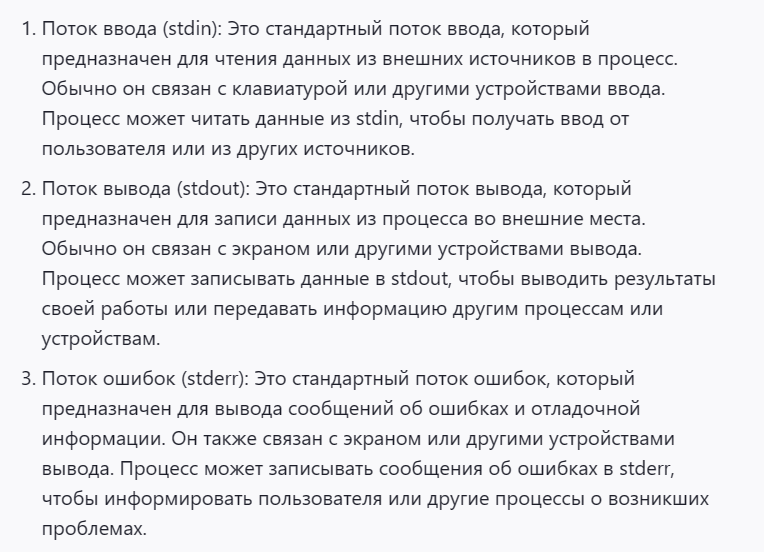 1. Поток ввода (stdin): Это стандартный поток ввода, который
предназначен для чтения данных из внешних источников в процесс.
Обычно он связан с клавиатурой или другими устройствами ввода.
Процесс может читать данные из stdin, чтобы получать ввод от
пользователя или из других источников.
2. Поток вывода (stdout): Это стандартный поток вывода, который
предназначен для записи данных из процесса во внешние места.
Обычно он связан с экраном или другими устройствами вывода.
Процесс может записывать данные в stdout, чтобы выводить результаты
своей работы или передавать информацию другим процессам или
устройствам.
3. Поток ошибок (stderr): Это стандартный поток ошибок, который
предназначен для вывода сообщений об ошибках и отладочной
информации. Он также связан с экраном или другими устройствами
вывода. Процесс может записывать сообщения об ошибках в stderr,
чтобы информировать пользователя или другие процессы о возникших
проблемах.